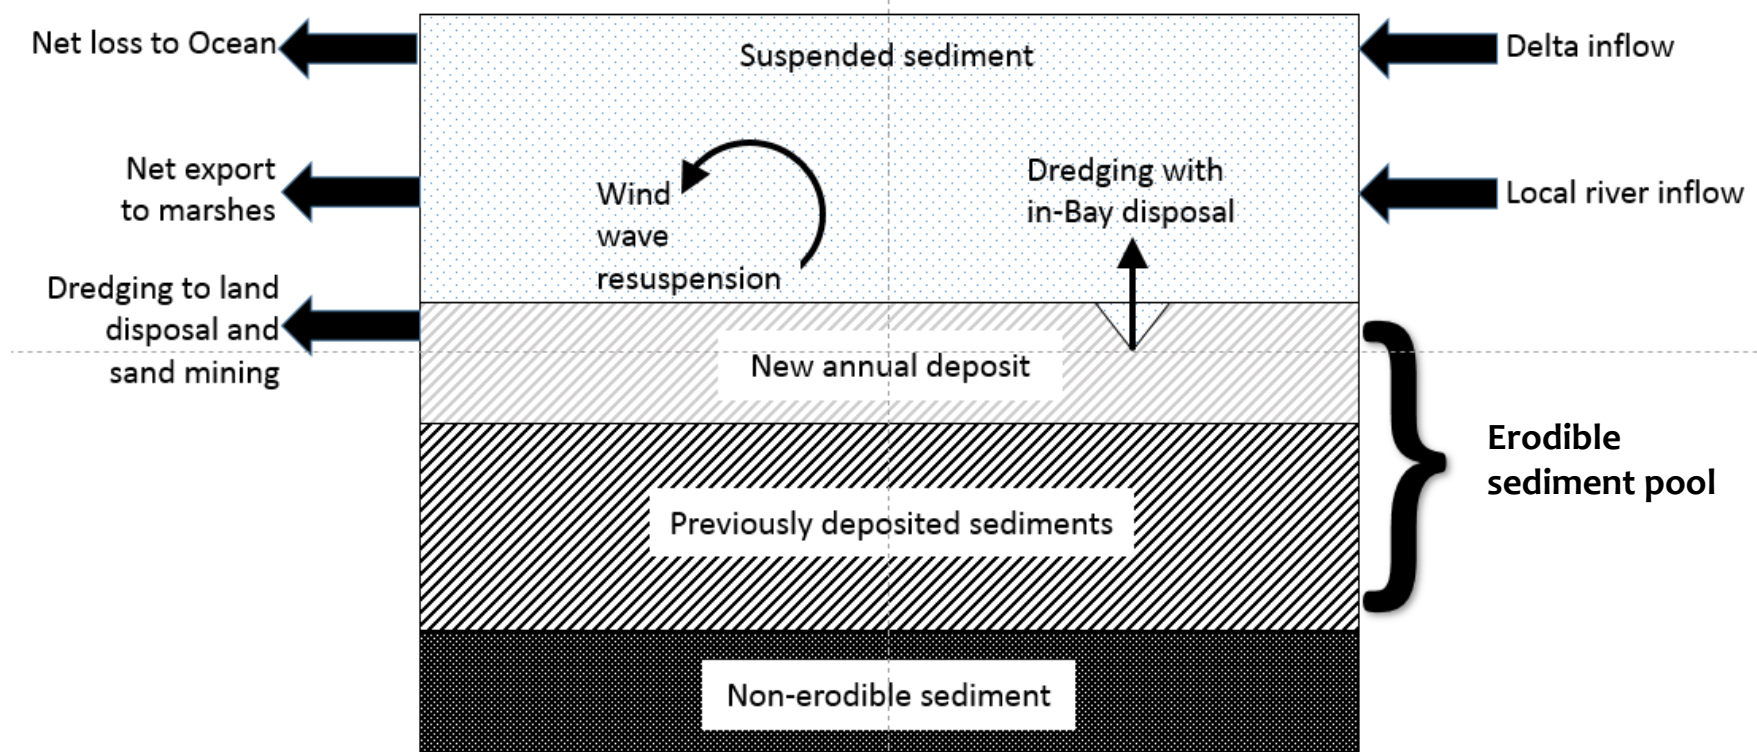 Net loss to Ocean
Suspended sediment
Delta inflow
Net export
to marshes
Wind
wave
resuspension
Dredging with
in-Bay disposal
Local river inflow
Dredging to land
disposal and
sand mining
New annual deposit
Erodible
sediment pool
Previously deposited sediments
Non-erodible sediment